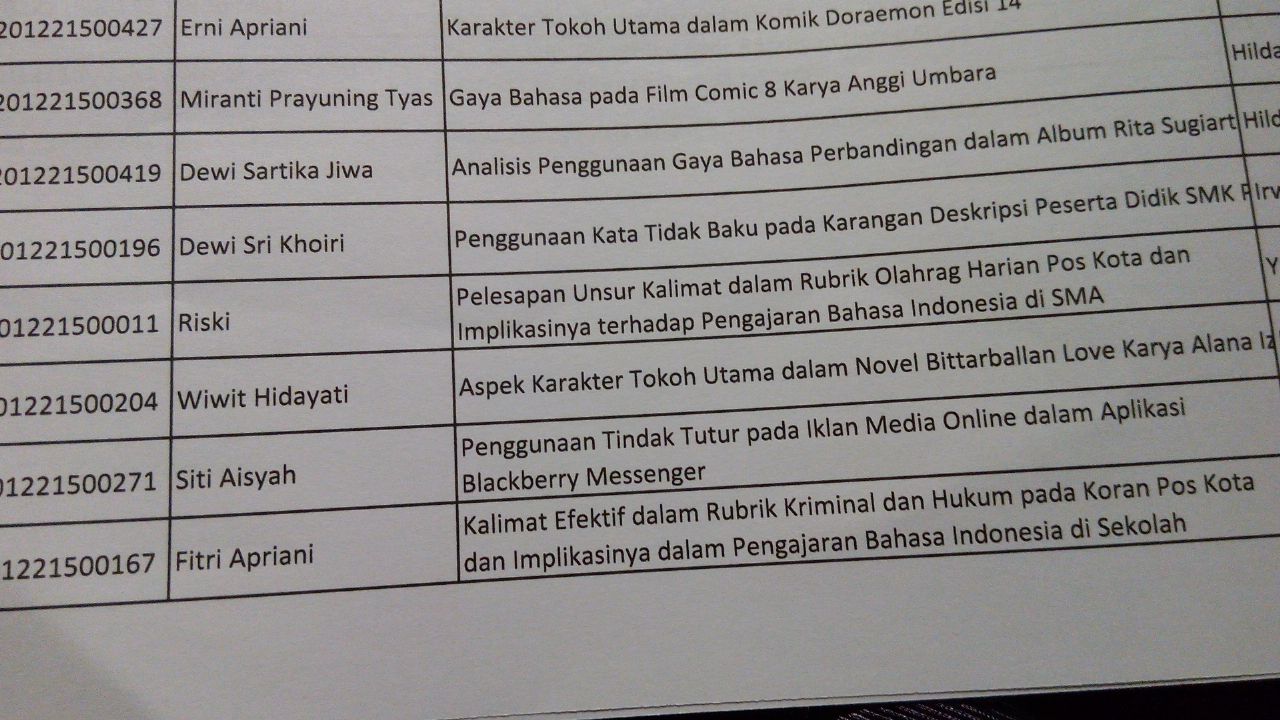 201221500427 Erni Apriani Karakter Tokoh Utama dalam Komik Doraemon Edisi 14
201221500368 Miranti Prayuning Tyas Gaya Bahasa pada Film Comic 8 Karya Anggi Umbara Hilda
201221500419 Dewi Sartika Jiwa Analisis Penggunaan Gaya Bahasa Perbandingan dalam Album Rita Sugiart Hild
01221500196 Dewi Sri Khoiri Penggunaan Kata Tidak Baku pada Karangan Deskripsi Peserta Didik SMK P Irv
01221500011 Riski Pelesapan Unsur Kalimat dalam Rubrik Olahrag Harian Pos Kota dan Y
Implikasinya terhadap Pengajaran Bahasa Indonesia di SMA
01221500204 Wiwit Hidayati Aspek Karakter Tokoh Utama dalam Novel Bittarballan Love Karya Alana Iz
01221500271 Siti Aisyah Penggunaan Tindak Tutur pada Iklan Media Online dalam Aplikasi
Blackberry Messenger
1221500167 Fitri Apriani Kalimat Efektif dalam Rubrik Kriminal dan Hukum pada Koran Pos Kota
dan Implikasinya dalam Pengajaran Bahasa Indonesia di Sekolah